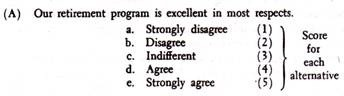 (A) Our retirement program is excellent in most respects.
a. Strongly disagree (1)
b. Disagree (2)
c. Indifferent (3)
d. Agree (4)
e. Strongly agree (5)
Score
for
each
alternative